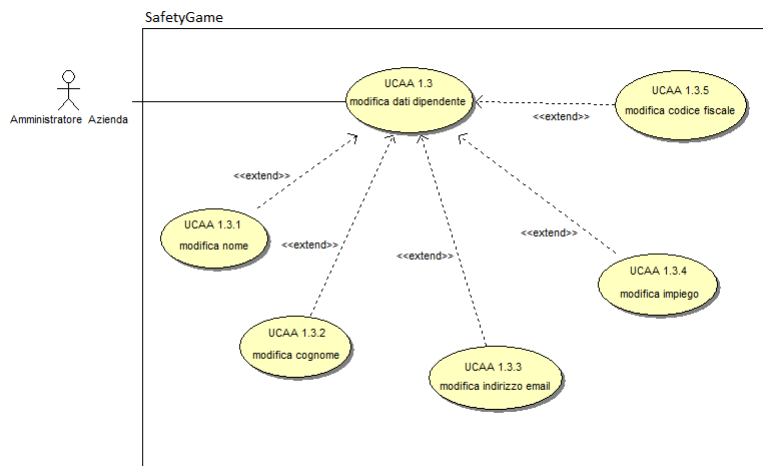 SafetyGame
UCAA 1.3
modifica dati dipendente
UCAA 1.3.5
modifica codice fiscale
Amministratore Azienda
<<extend>>
<<extend>>
UCAA 1.3.1
modifica nome
<<extend>>
<<extend>>
<<extend>>
UCAA 1.3.4
modifica impiego
UCAA 1.3.2
modifica cognome
UCAA 1.3.3
modifica indirizzo email